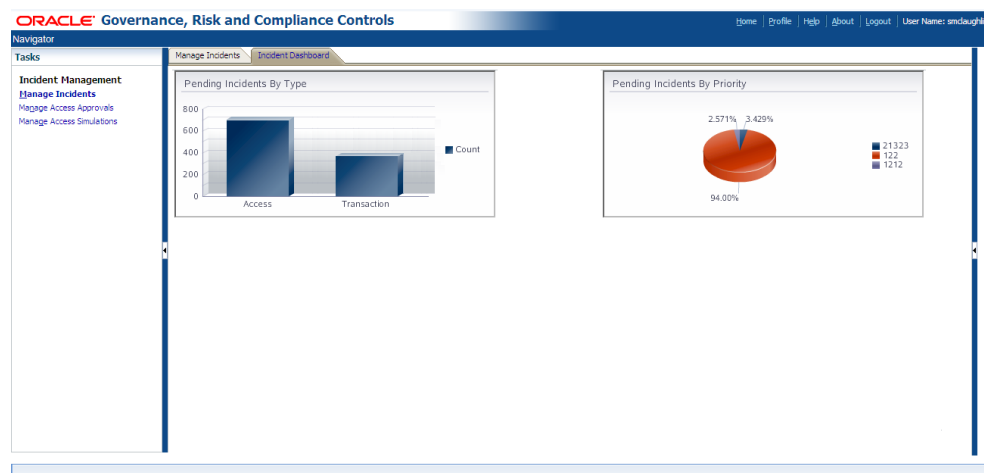 ORACLE Governance, Risk and Compliance Controls
Home Profile Help About Logout User Name: smclaughli
Navigator
Tasks
Manage Incidents Incident Dashboard
Incident Management
Manage Incidents
Manage Access Approvals
Manage Access Simulations
Pending Incidents By Type
800
600
400
200
0
Access Transaction
Count
Pending Incidents By Priority
2.571% 3.429%
94.00%
21323
122
1212